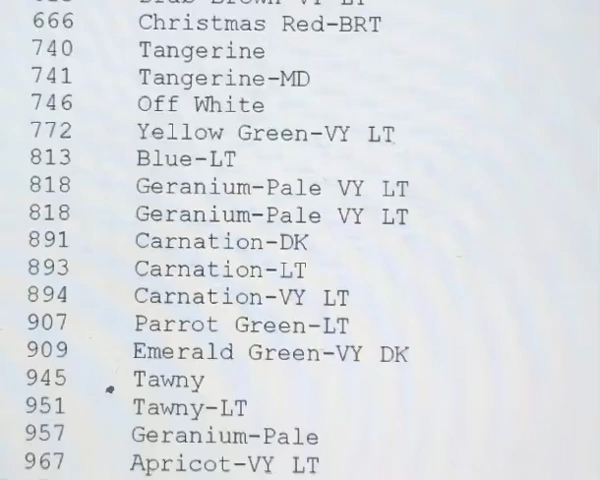 666 Christmas Red-BRT
740 Tangerine
741 Tangerine-MD
746 Off White
772 Yellow Green-VY LT
813 Blue-LT
818 Geranium-Pale VY LT
818 Geranium-Pale VY LT
891 Carnation-DK
893 Carnation-LT
894 Carnation-VY LT
907 Parrot Green-LT
909 Emerald Green-VY DK
945 Tawny
951 Tawny-LT
957 Geranium-Pale
967 Apricot-VY LT